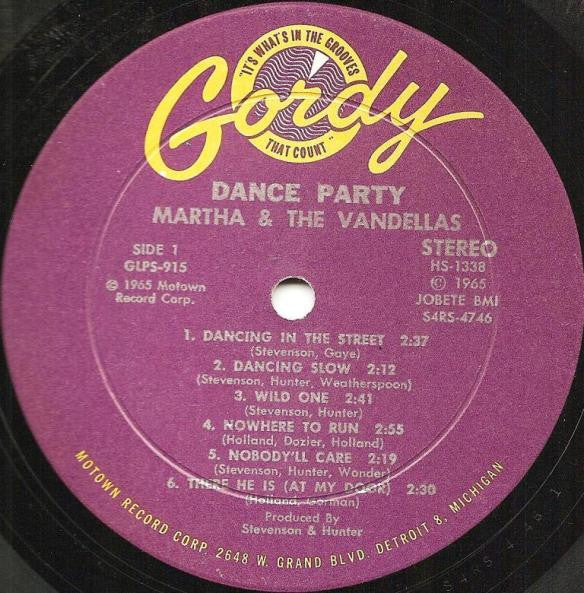 "IT'S WHAT'S IN THE GROOVES
Gordy
THAT COUNT"
DANCE PARTY
MARTHA & THE VANDELLAS
SIDE 1
GLPS-915
℗ 1965 Motown
Record Corp.
STEREO
HS-1338
© 1965
JOBETE BMI
S4RS-4746
1. DANCING IN THE STREET 2:37
(Stevenson, Gaye)
2. DANCING SLOW 2:12
(Stevenson, Hunter, Weatherspoon)
3. WILD ONE 2:41
(Stevenson, Hunter)
4. NOWHERE TO RUN 2:55
(Holland, Dozier, Holland)
5. NOBODY'LL CARE 2:19
(Stevenson, Hunter, Wonder)
6. THERE HE IS (AT MY DOOR) 2:30
(Holland, Gorman)
Produced By
Stevenson & Hunter
MOTOWN RECORD CORP. 2648 W. GRAND BLVD. DETROIT 8, MICHIGAN